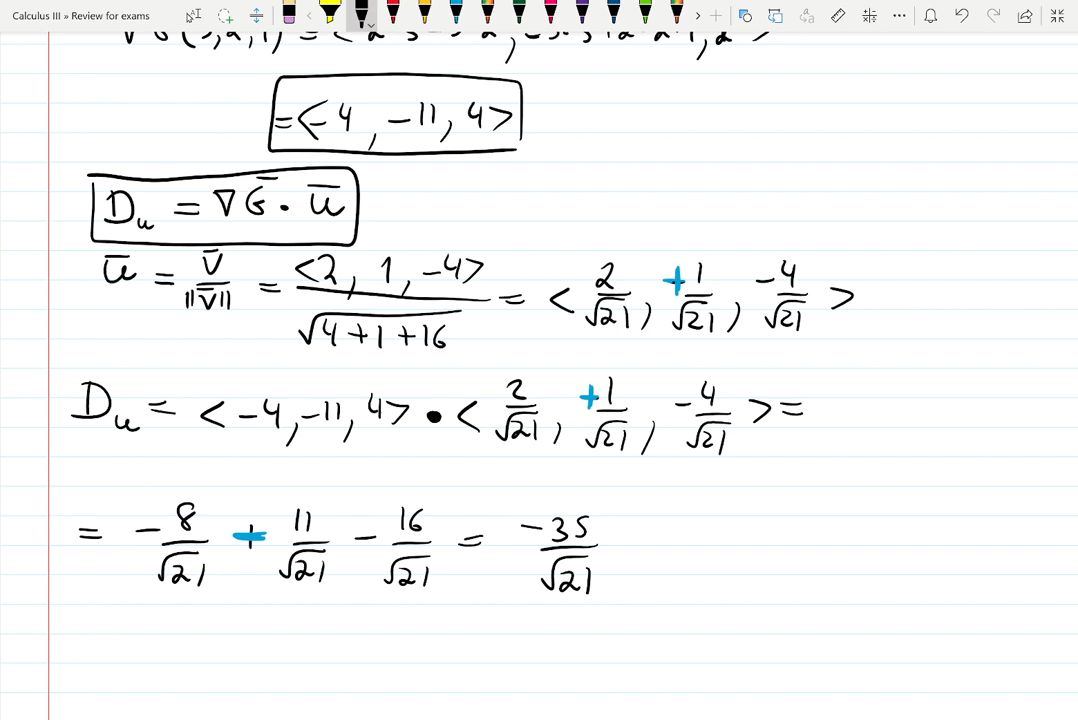 Calculus III » Review for exams
= <-4, -11, 4>
D_u = ∇G̅ · u̅
u̅ = v̅/||v̅|| = <2, 1, -4>/√(4+1+16) = <2/√21, +1/√21, -4/√21>
D_u = <-4, -11, 4> • <2/√21, +1/√21, -4/√21> =
= -8/√21 + 11/√21 - 16/√21 = -35/√21